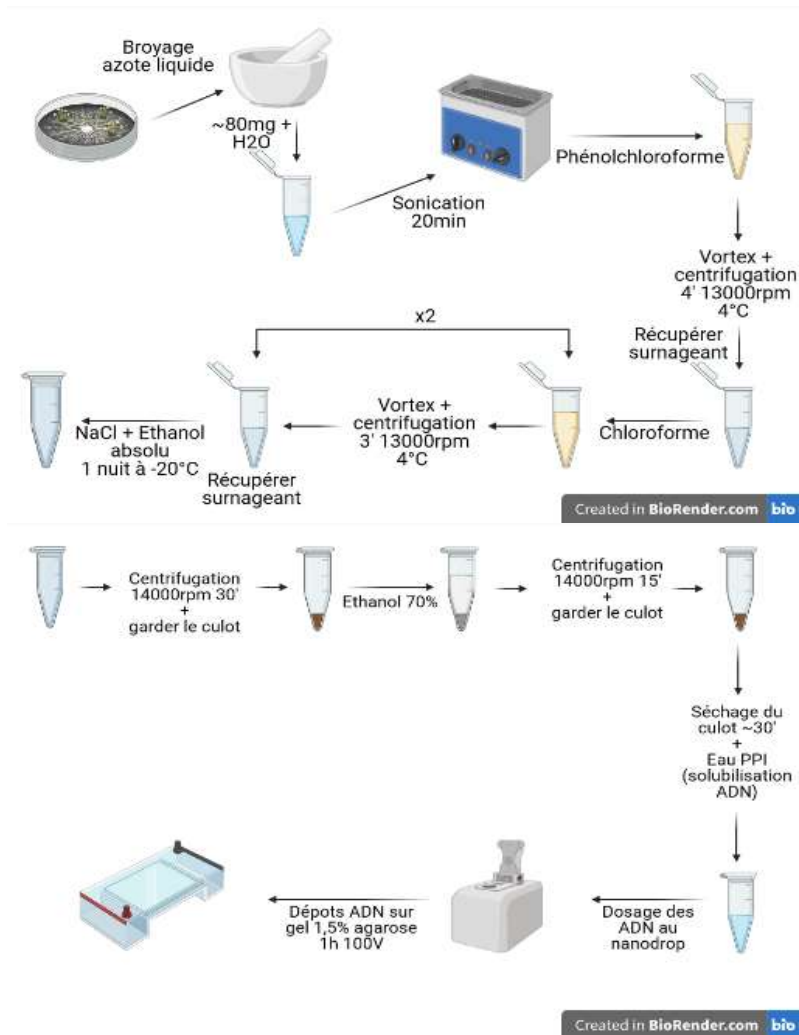 Broyage
azote liquide
~80mg +
H2O
Sonication
20min
Phénolchloroforme
Vortex +
centrifugation
4' 13000rpm
4°C
Récupérer
surnageant
Chloroforme
x2
Vortex +
centrifugation
3' 13000rpm
4°C
Récupérer
surnageant
NaCl + Ethanol
absolu
1 nuit à -20°C
Created in BioRender.com bio
Centrifugation
14000rpm 30'
+
garder le culot
Ethanol 70%
Centrifugation
14000rpm 15'
+
garder le culot
Séchage du
culot ~30'
+
Eau PPI
(solubilisation
ADN)
Dosage des
ADN au
nanodrop
Dépots ADN sur
gel 1,5% agarose
1h 100V
Created in BioRender.com bio